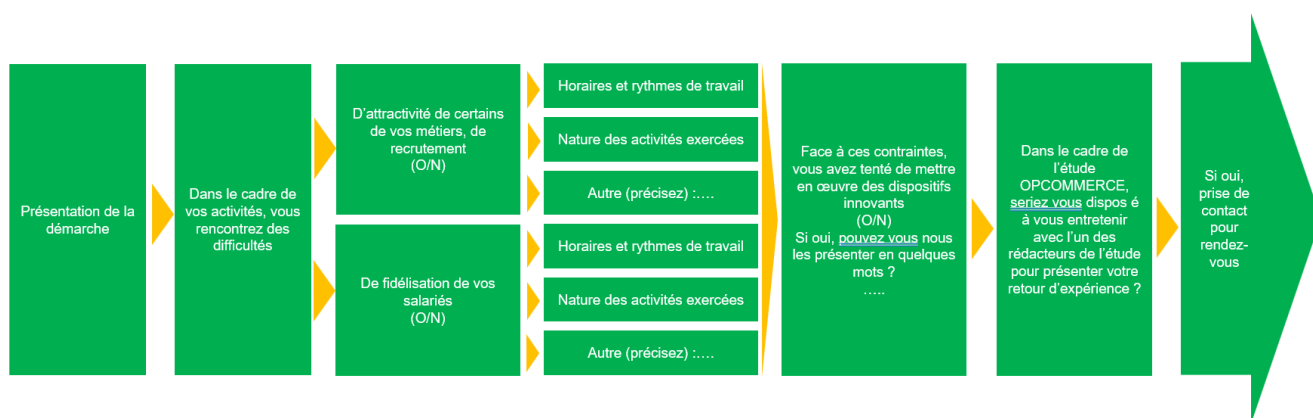 Présentation de la
démarche
Dans le cadre de
vos activités, vous
rencontrez des
difficultés
D'attractivité de certains
de vos métiers, de
recrutement
(O/N)
Horaires et rythmes de travail
Nature des activités exercées
Autre (précisez) :….
De fidélisation de vos
salariés
(O/N)
Horaires et rythmes de travail
Nature des activités exercées
Autre (précisez) :….
Face à ces contraintes,
vous avez tenté de mettre
en œuvre des dispositifs
innovants
(O/N)
Si oui, pouvez vous nous
les présenter en quelques
mots ?
…..
Dans le cadre de
l'étude
OPCOMMERCE,
seriez vous dispos é
à vous entretenir
avec l'un des
rédacteurs de l'étude
pour présenter votre
retour d'expérience ?
Si oui,
prise de
contact
pour
rendez-
vous